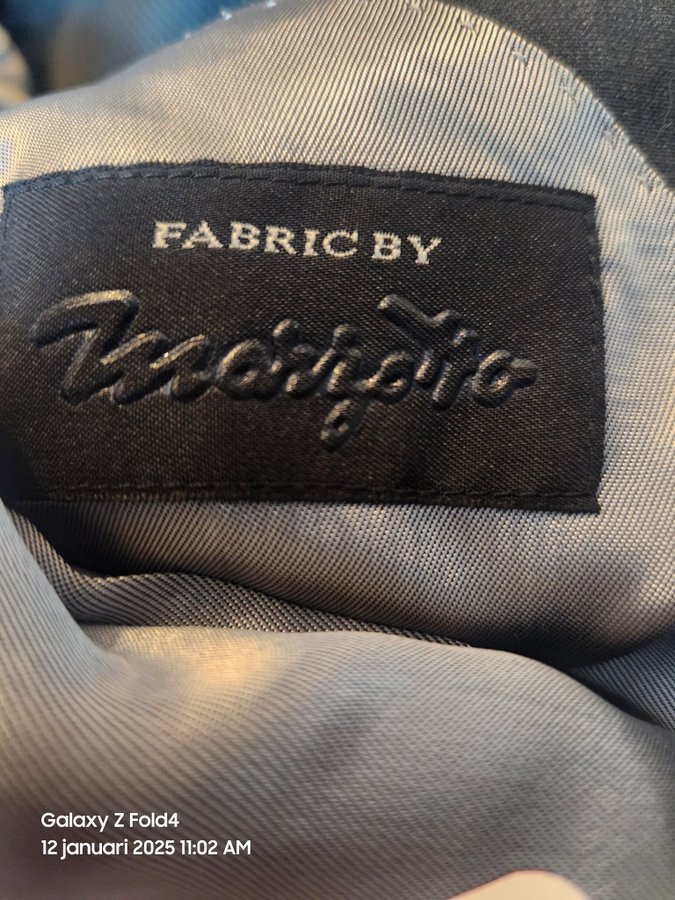 FABRIC BY
Marzotto
Galaxy Z Fold4
12 januari 2025 11:02 AM